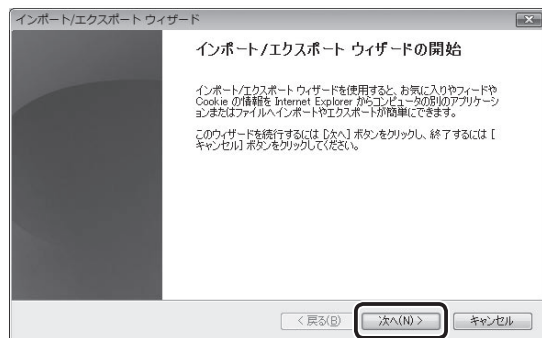 インポート/エクスポート ウィザード
インポート/エクスポート ウィザードの開始
インポート/エクスポート ウィザードを使用すると、お気に入りやフィードや
Cookie の情報を Internet Explorer からコンピュータの別のアプリケーシ
ョンまたはファイルへインポートやエクスポートが簡単にできます。
このウィザードを続行するには [次へ] ボタンをクリックし、終了するには [
キャンセル] ボタンをクリックしてください。
< 戻る(B)
次へ(N) >
キャンセル